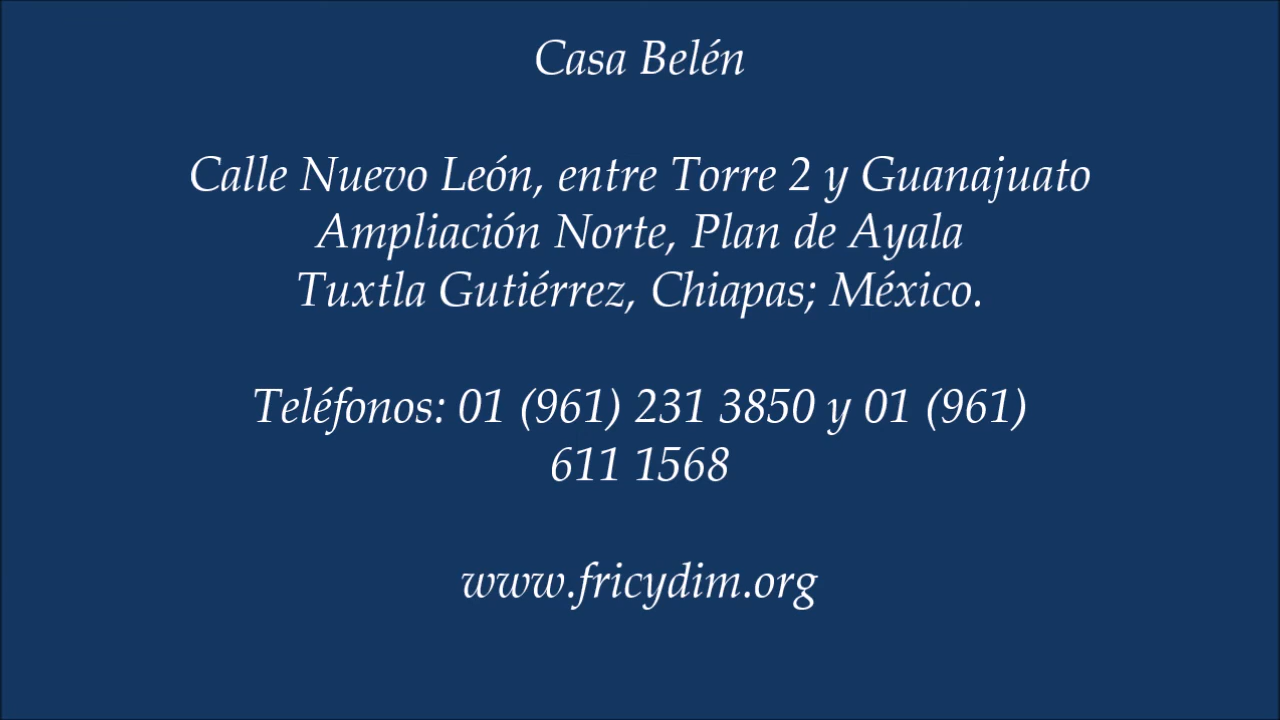 Casa Belén
Calle Nuevo León, entre Torre 2 y Guanajuato
Ampliación Norte, Plan de Ayala
Tuxtla Gutiérrez, Chiapas; México.
Teléfonos: 01 (961) 231 3850 y 01 (961)
611 1568
www.fricydim.org